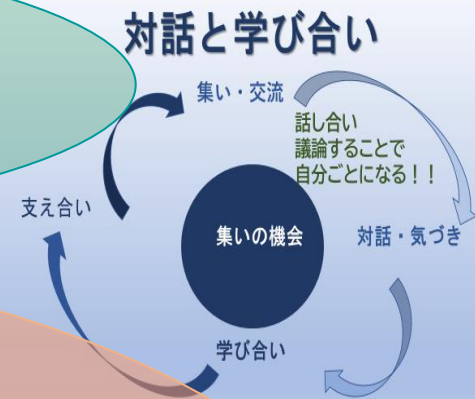 対話と学び合い
集い・交流
話し合い
議論することで
自分ごとになる！！
支え合い
集いの機会
対話・気づき
学び合い